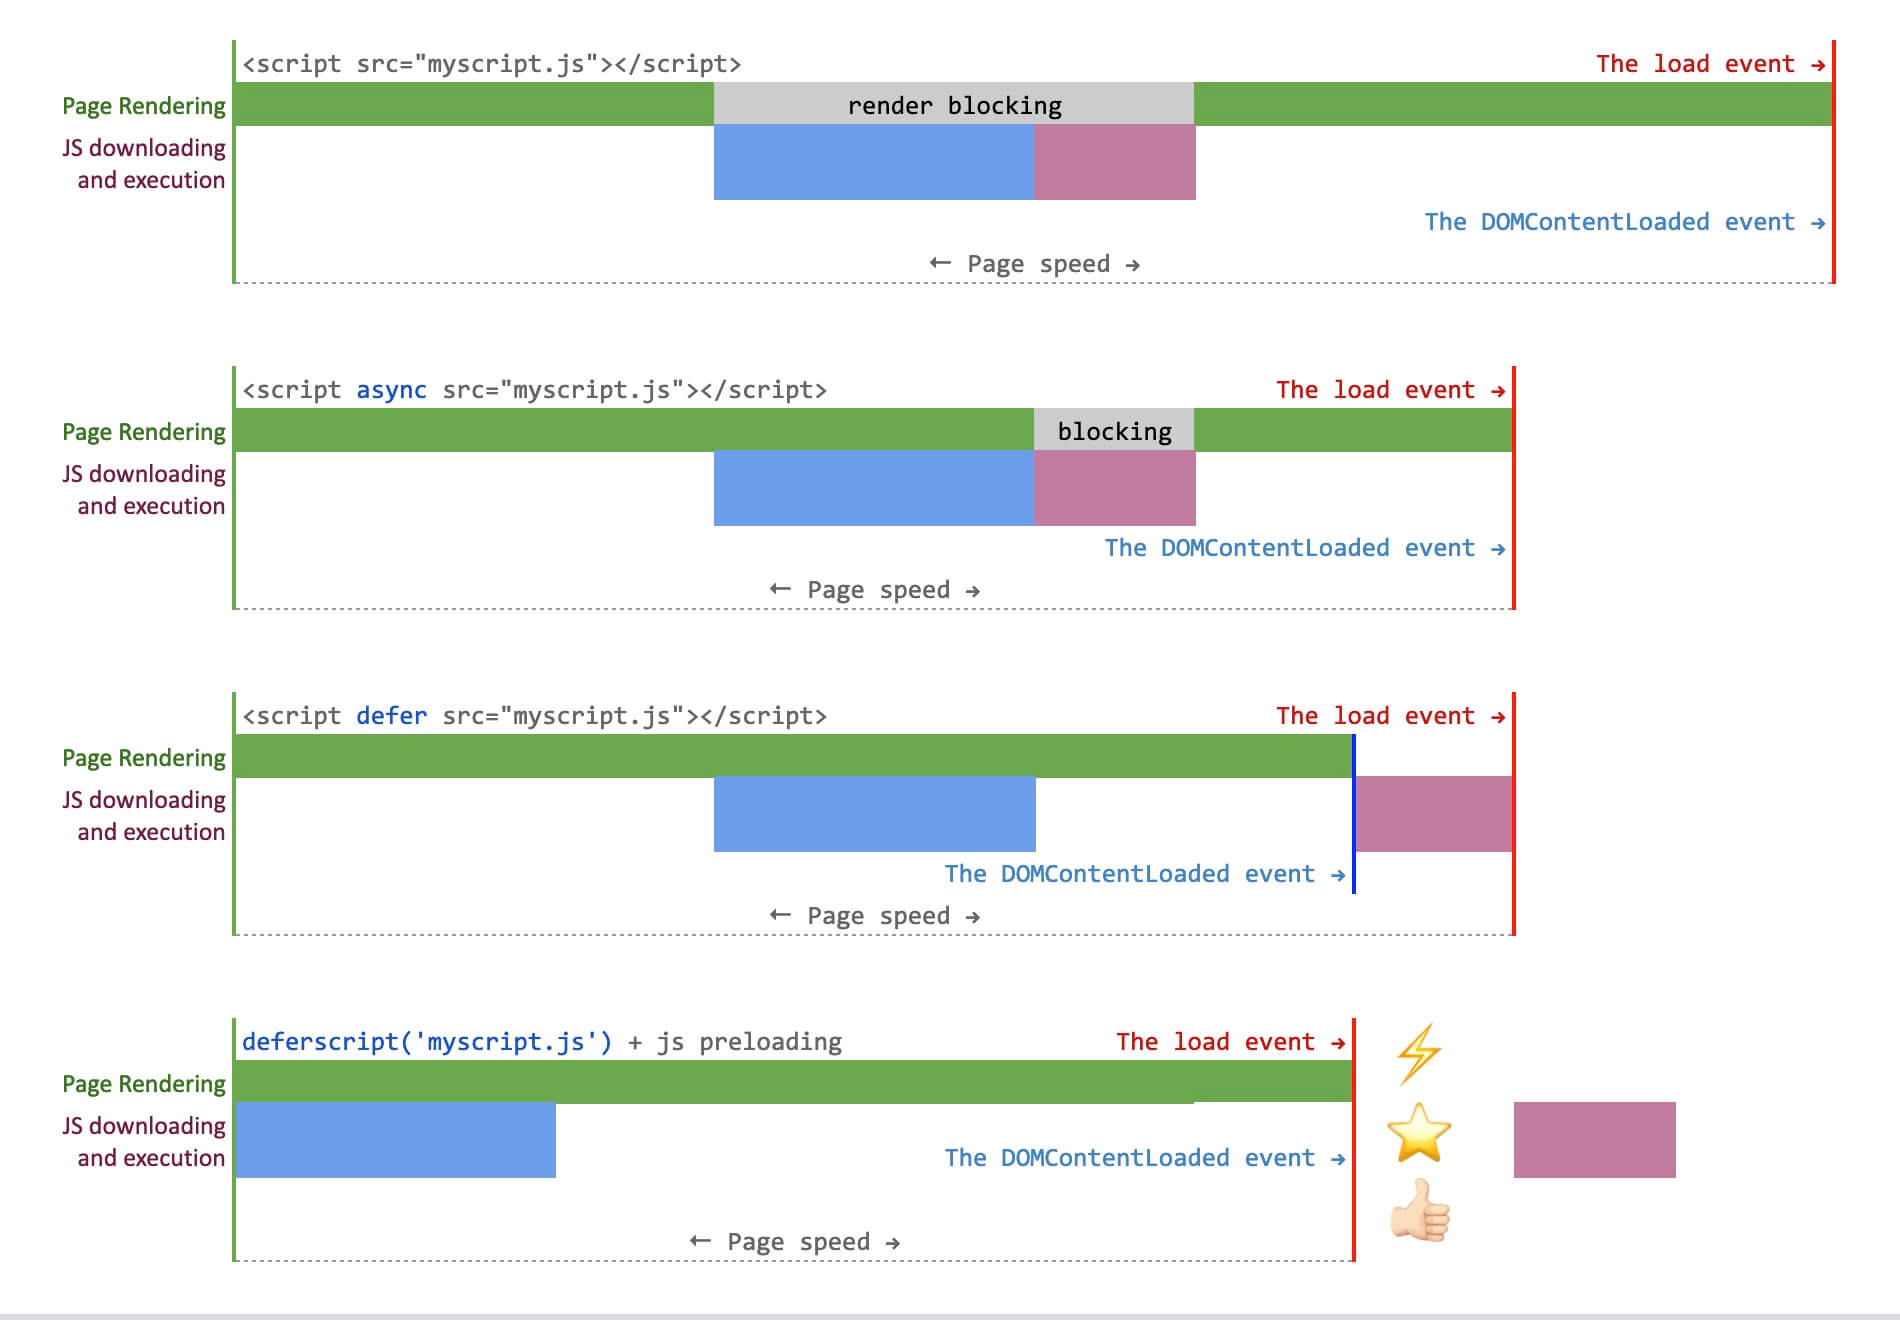 <script src="myscript.js"></script>
The load event →
Page Rendering
render blocking
JS downloading
and execution
The DOMContentLoaded event →
← Page speed →
<script async src="myscript.js"></script>
The load event →
Page Rendering
blocking
JS downloading
and execution
The DOMContentLoaded event →
← Page speed →
<script defer src="myscript.js"></script>
The load event →
Page Rendering
JS downloading
and execution
The DOMContentLoaded event →
← Page speed →
deferscript('myscript.js') + js preloading
The load event →
Page Rendering
JS downloading
and execution
The DOMContentLoaded event →
← Page speed →